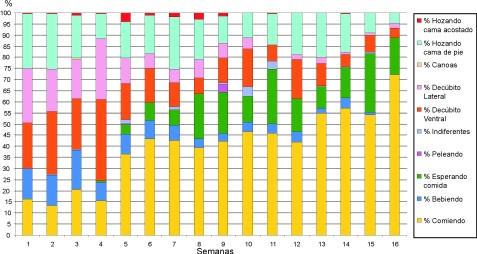 %
100
95
90
85
80
75
70
65
60
55
50
45
40
35
30
25
20
15
10
5
0
1 2 3 4 5 6 7 8 9 10 11 12 13 14 15 16
Semanas
% Hozando
cama acostado
% Hozando
cama de pie
% Canoas
% Decúbito
Lateral
% Decúbito
Ventral
% Indiferentes
% Peleando
% Esperando
comida
% Bebiendo
% Comiendo